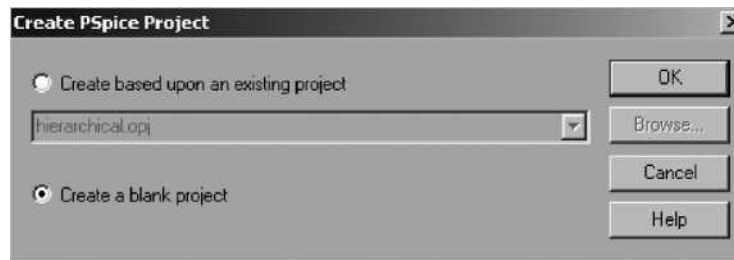 Create PSpice Project
Create based upon an existing project
hierarchical.opj
Create a blank project
OK
Browse...
Cancel
Help